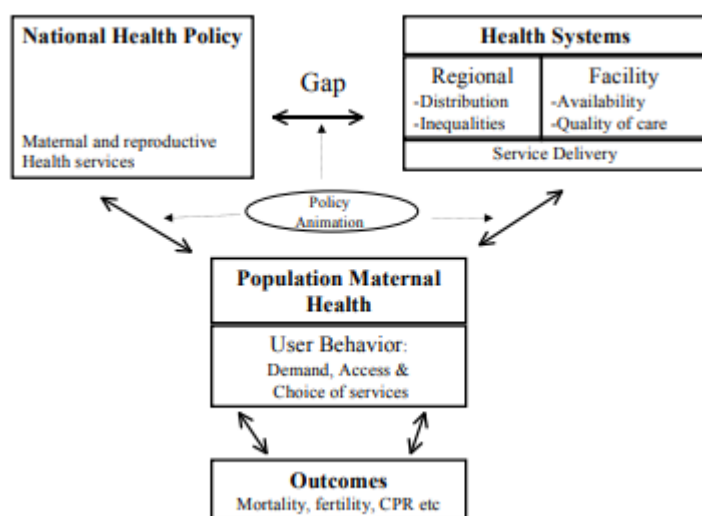 National Health Policy
Maternal and reproductive
Health services
Gap
Health Systems
Regional
-Distribution
-Inequalities
Facility
-Availability
-Quality of care
Service Delivery
Policy
Animation
Population Maternal
Health
User Behavior:
Demand, Access &
Choice of services
Outcomes
Mortality, fertility, CPR etc